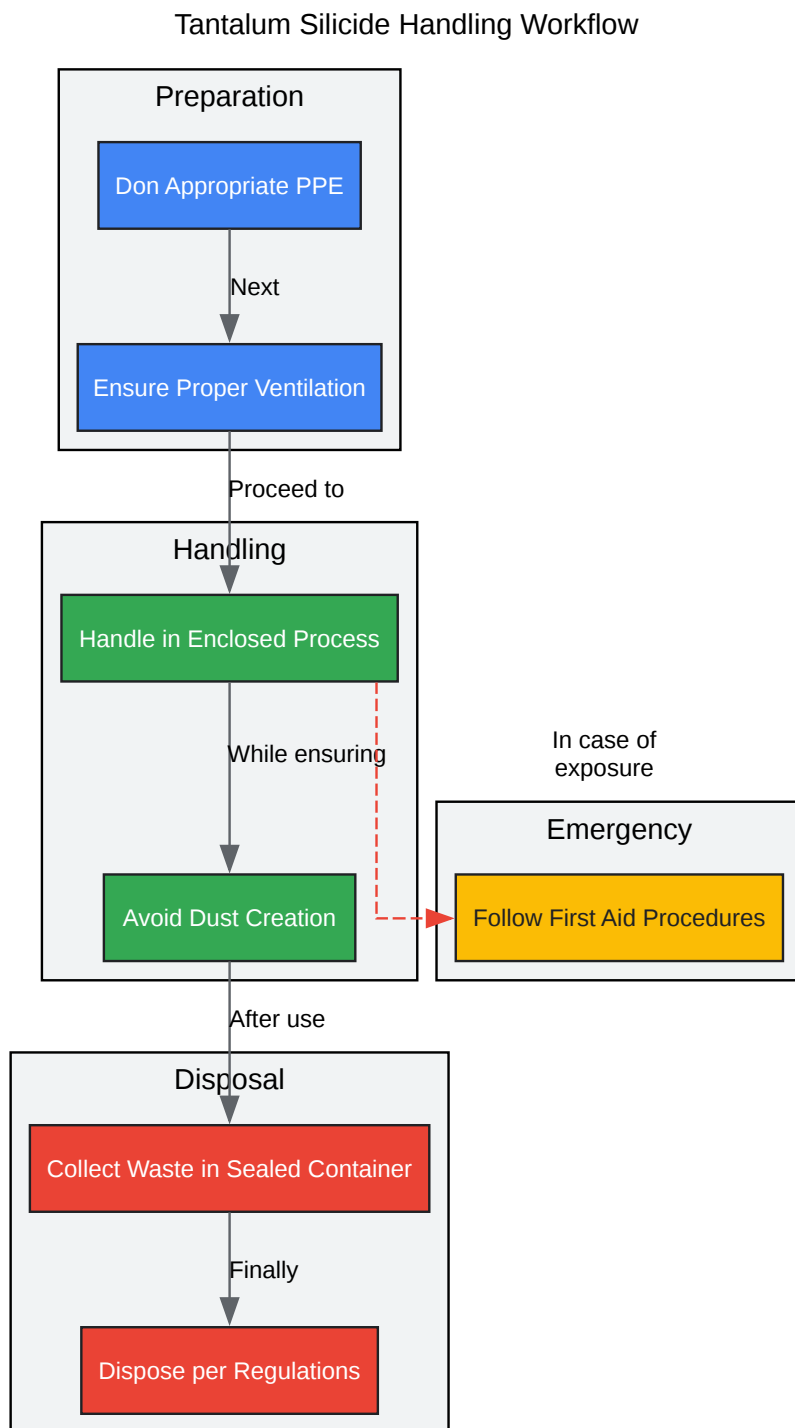 Tantalum Silicide Handling Workflow
Preparation
Don Appropriate PPE
Next
Ensure Proper Ventilation
Proceed to
Handling
Handle in Enclosed Process
While ensuring
In case of
exposure
Emergency
Avoid Dust Creation
Follow First Aid Procedures
After use
Disposal
Collect Waste in Sealed Container
Finally
Dispose per Regulations